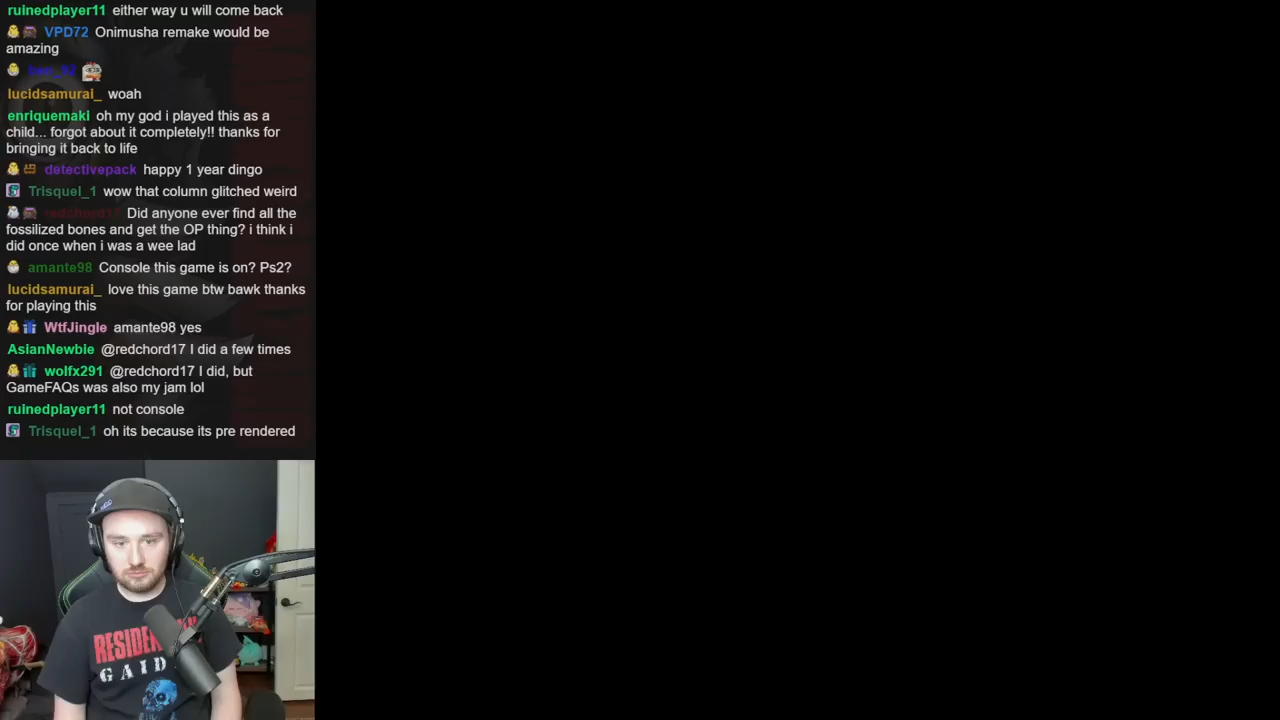 ruinedplayer11 either way u will come back
VPD72 Onimusha remake would be
amazing
lucidsamurai_ woah
enriquemaki oh my god i played this as a
child... forgot about it completely!! thanks for
bringing it back to life
detectivepack happy 1 year dingo
Trisquel_1 wow that column glitched weird
redchord17 Did anyone ever find all the
fossilized bones and get the OP thing? i think i
did once when i was a wee lad
amante98 Console this game is on? Ps2?
lucidsamurai_ love this game btw bawk thanks
for playing this
WtfJingle amante98 yes
AsianNewbie @redchord17 I did a few times
wolfx291 @redchord17 I did, but
GameFAQs was also my jam lol
ruinedplayer11 not console
Trisquel_1 oh its because its pre rendered
RESIDEN
GAID